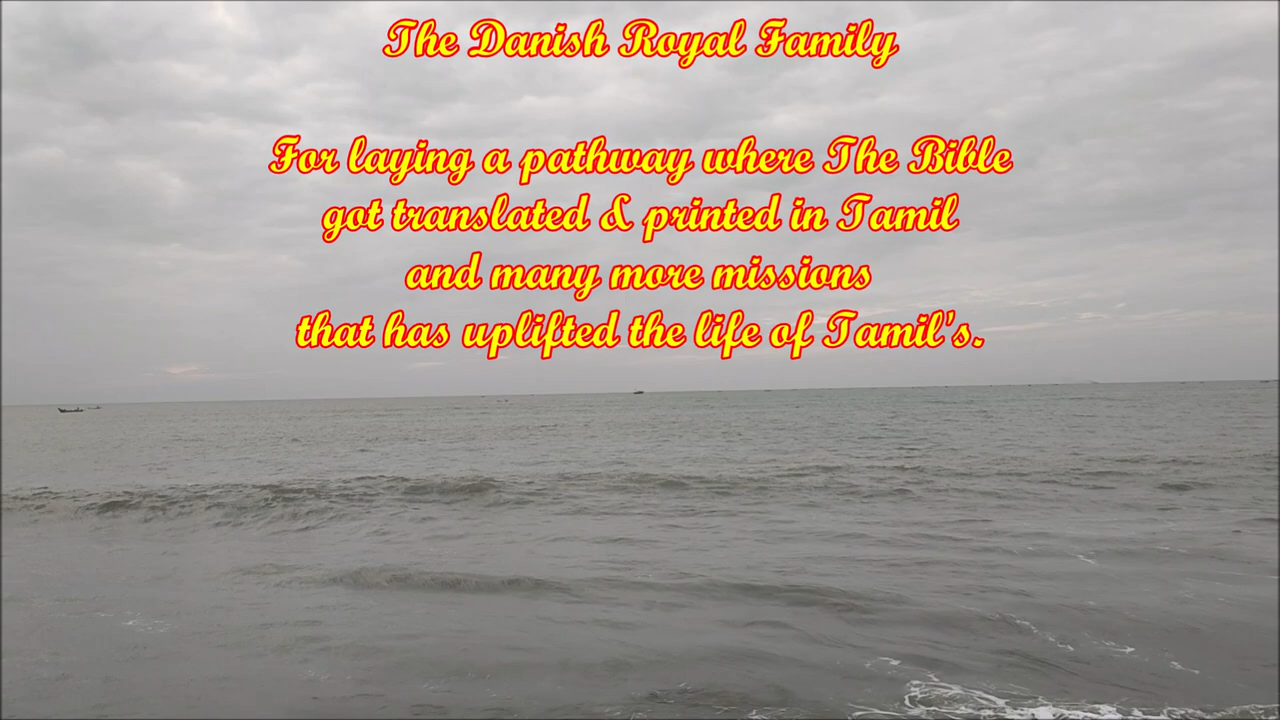 The Danish Royal Family
For laying a pathway where The Bible
got translated & printed in Tamil
and many more missions
that has uplifted the life of Tamil's.